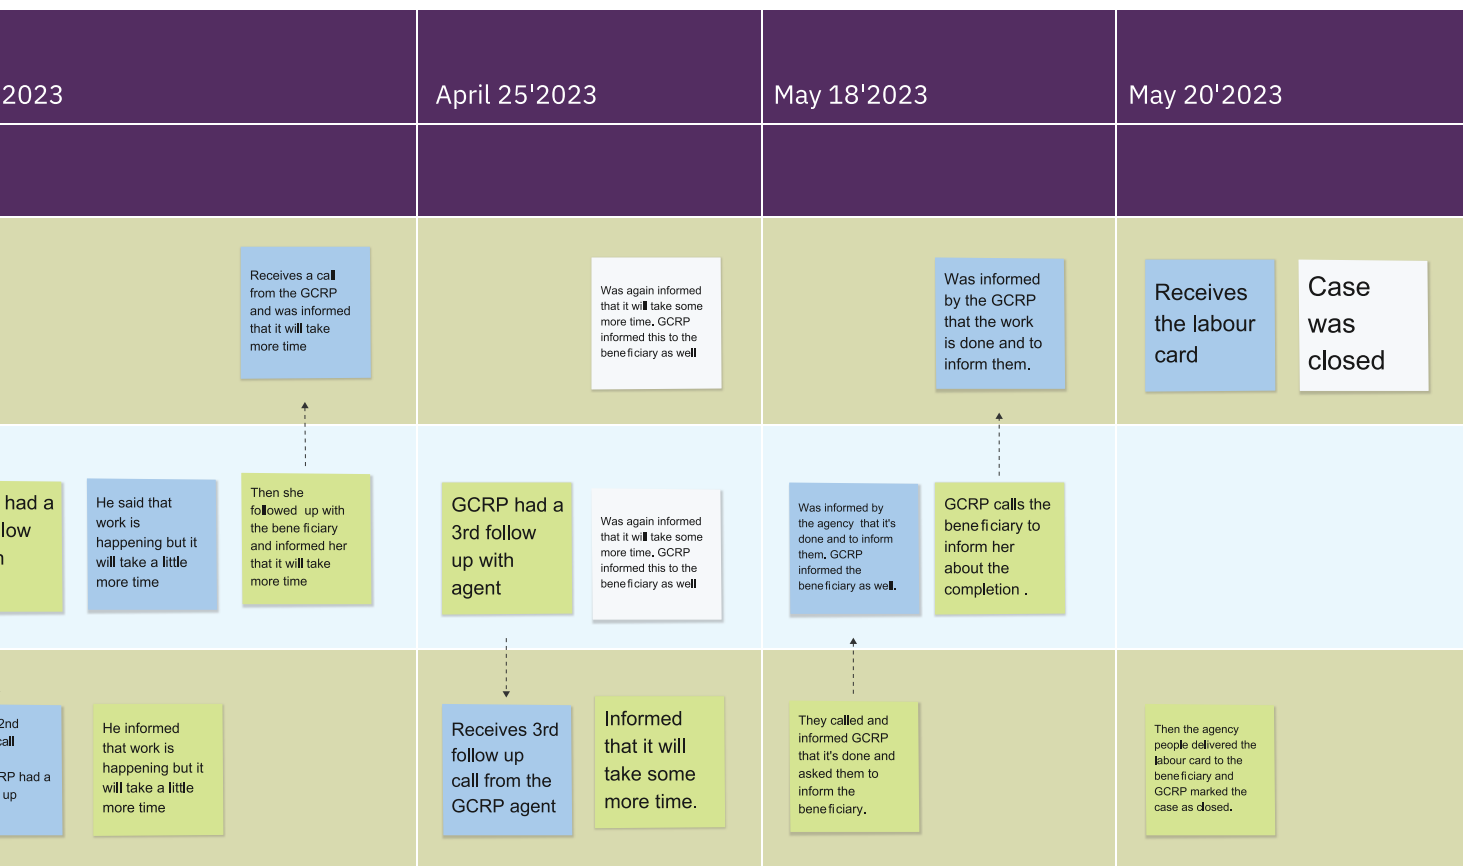 2023
April 25'2023
May 18'2023
May 20'2023
Receives a call
from the GCRP
and was informed
that it will take
more time
Was again informed
that it will take some
more time. GCRP
informed this to the
beneficiary as well
Was informed
by the GCRP
that the work
is done and to
inform them.
Receives
the labour
card
Case
was
closed
had a
low
He said that
work is
happening but it
will take a little
more time
Then she
followed up with
the beneficiary
and informed her
that it will take
more time
GCRP had a
3rd follow
up with
agent
Was again informed
that it will take some
more time. GCRP
informed this to the
beneficiary as well
Was informed by
the agency that it's
done and to inform
them. GCRP
informed the
beneficiary as well.
GCRP calls the
beneficiary to
inform her
about the
completion .
2nd
call
RP had a
up
He informed
that work is
happening but it
will take a little
more time
Receives 3rd
follow up
call from the
GCRP agent
Informed
that it will
take some
more time.
They called and
informed GCRP
that it's done and
asked them to
inform the
beneficiary.
Then the agency
people delivered the
labour card to the
beneficiary and
GCRP marked the
case as closed.